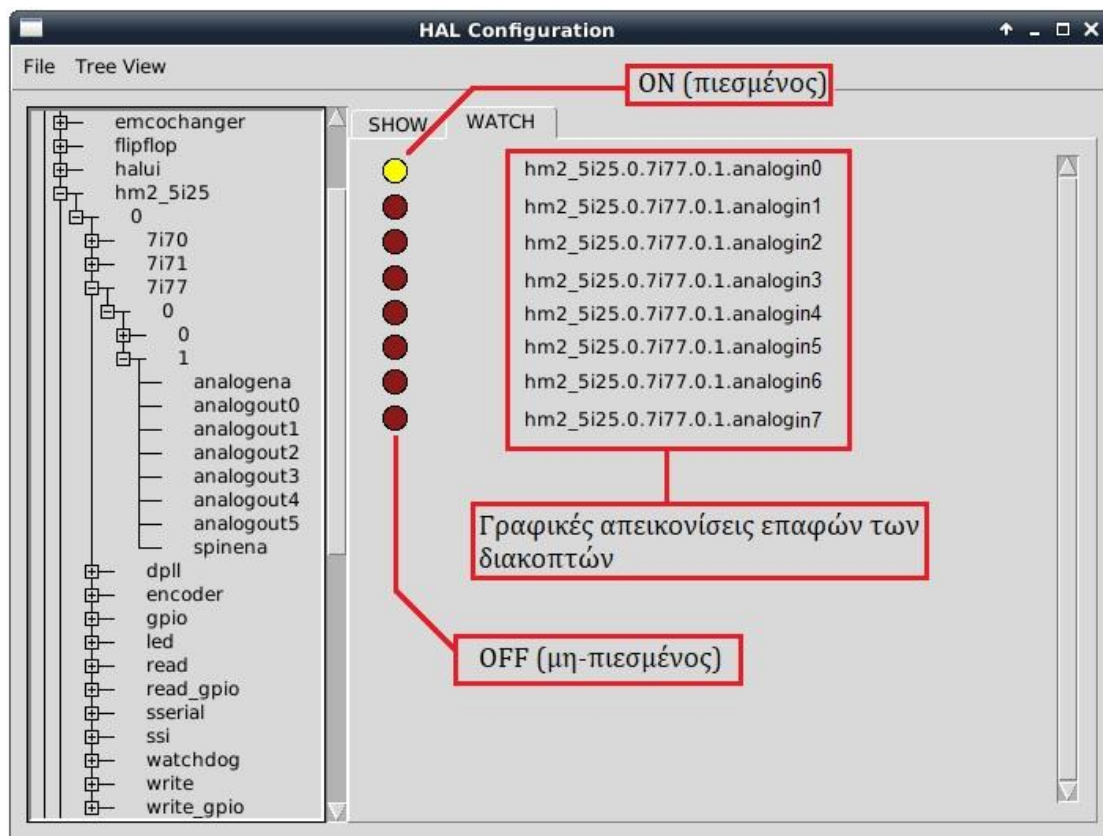 HAL Configuration
File Tree View
emcochanger
flipflop
halui
hm2_5i25
0
7i70
7i71
7i77
0
0
1
analogena
analogout0
analogout1
analogout2
analogout3
analogout4
analogout5
spinena
dpll
encoder
gpio
led
read
read_gpio
sserial
ssi
watchdog
write
write_gpio
SHOW WATCH
ON (πιεσμένος)
hm2_5i25.0.7i77.0.1.analogin0
hm2_5i25.0.7i77.0.1.analogin1
hm2_5i25.0.7i77.0.1.analogin2
hm2_5i25.0.7i77.0.1.analogin3
hm2_5i25.0.7i77.0.1.analogin4
hm2_5i25.0.7i77.0.1.analogin5
hm2_5i25.0.7i77.0.1.analogin6
hm2_5i25.0.7i77.0.1.analogin7
Γραφικές απεικονίσεις επαφών των
διακοπτών
OFF (μη-πιεσμένος)